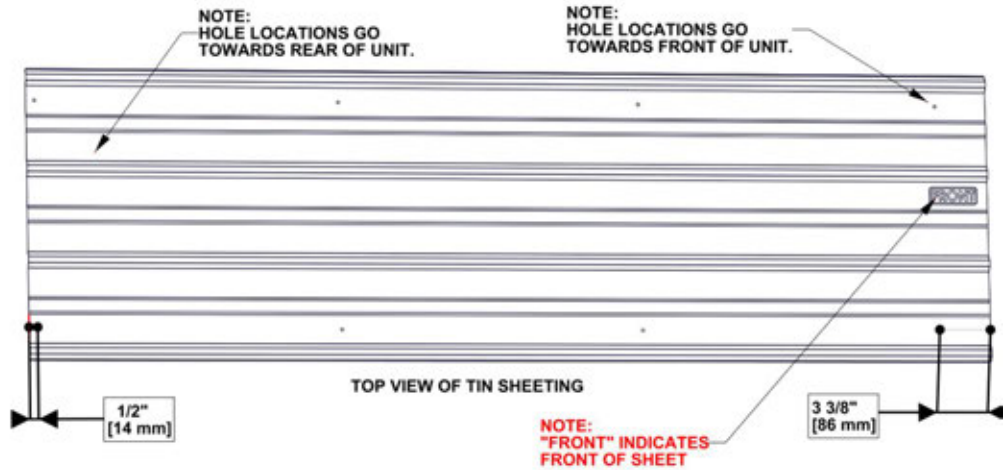 NOTE:
HOLE LOCATIONS GO
TOWARDS REAR OF UNIT.
NOTE:
HOLE LOCATIONS GO
TOWARDS FRONT OF UNIT.
FRONT
TOP VIEW OF TIN SHEETING
1/2"
[14 mm]
3 3/8"
[86 mm]
NOTE:
"FRONT" INDICATES
FRONT OF SHEET